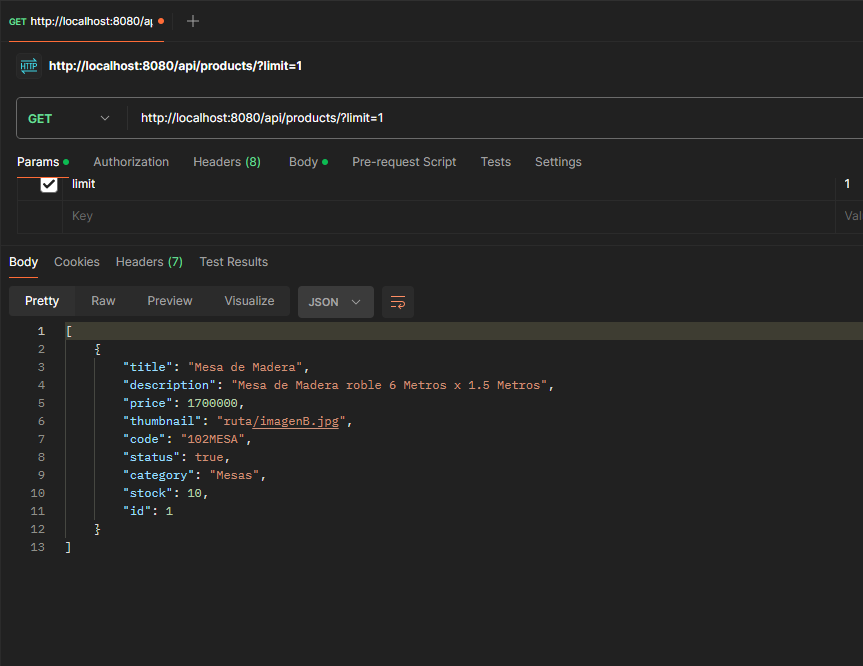 GET http://localhost:8080/ap
HTTP http://localhost:8080/api/products/?limit=1
GET http://localhost:8080/api/products/?limit=1
Params Authorization Headers (8) Body Pre-request Script Tests Settings
limit 1
Key Val
Body Cookies Headers (7) Test Results
Pretty Raw Preview Visualize JSON
1 [
2 {
3 "title": "Mesa de Madera",
4 "description": "Mesa de Madera roble 6 Metros x 1.5 Metros",
5 "price": 1700000,
6 "thumbnail": "ruta/imagenB.jpg",
7 "code": "102MESA",
8 "status": true,
9 "category": "Mesas",
10 "stock": 10,
11 "id": 1
12 }
13 ]